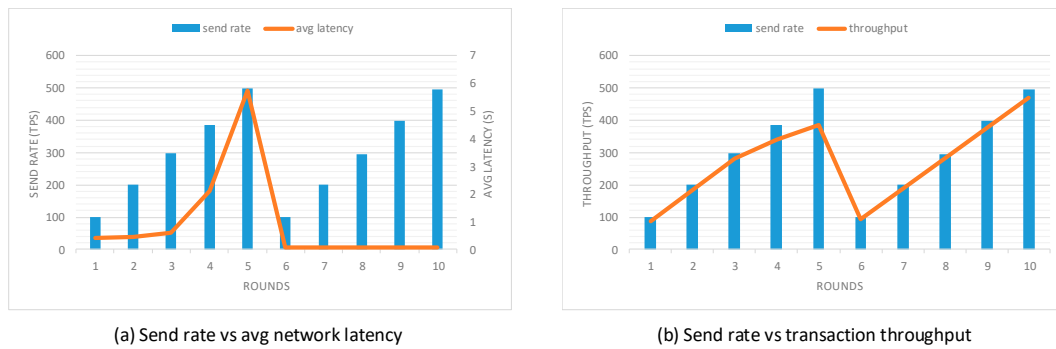 send rate avg latency
600
500
400
300
200
100
0
SEND RATE (TPS)
7
6
5
4
3
2
1
0
AVG LATENCY (S)
1 2 3 4 5 6 7 8 9 10
ROUNDS
(a) Send rate vs avg network latency
send rate throughput
600
500
400
300
200
100
0
THROUGHPUT (TPS)
1 2 3 4 5 6 7 8 9 10
ROUNDS
(b) Send rate vs transaction throughput